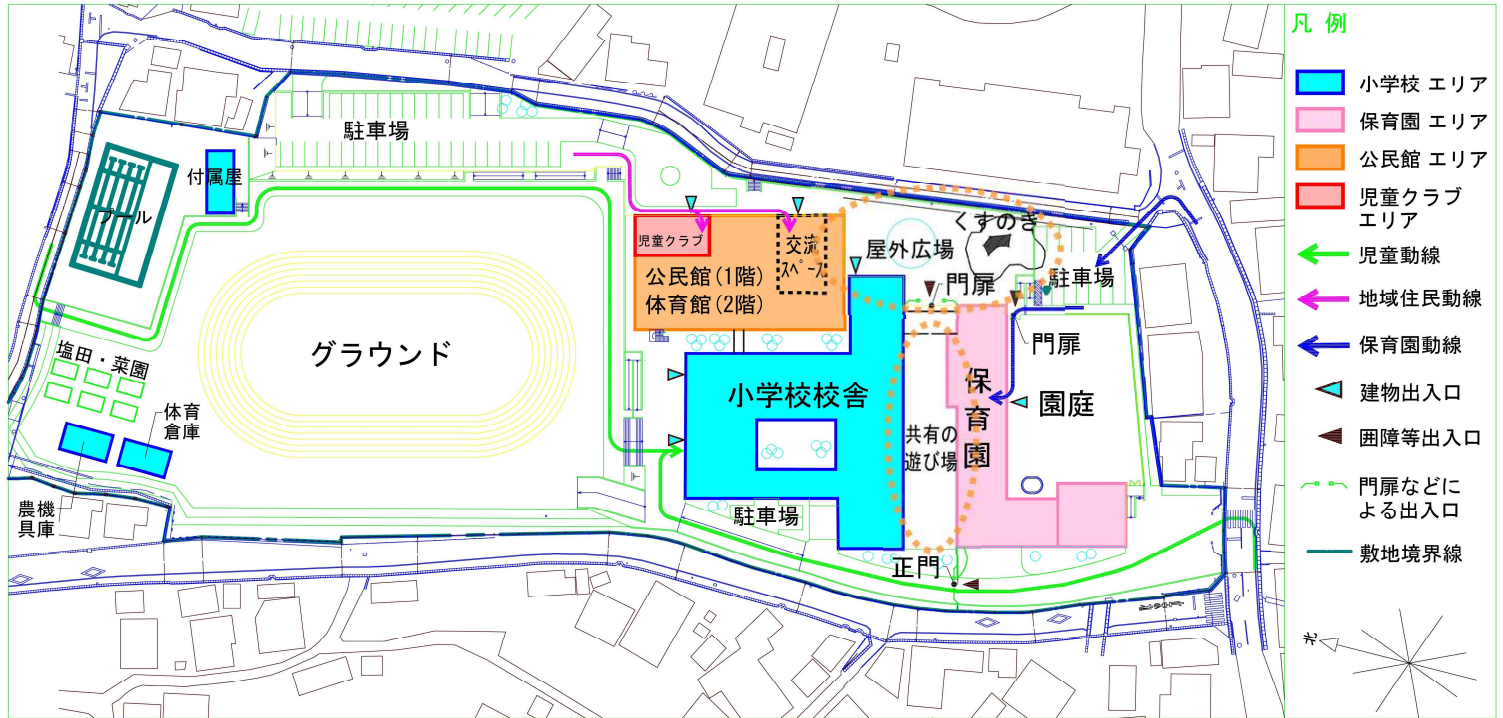 駐車場
付属屋
プール
児童クラブ
公民館(1階)
体育館(2階)
交流
スペース
屋外広場
くすのき
門扉
駐車場
門扉
グラウンド
塩田・菜園
体育
倉庫
農機
具庫
小学校校舎
共有の
遊び場
保育園
園庭
駐車場
正門
凡 例
小学校 エリア
保育園 エリア
公民館 エリア
児童クラブ
エリア
児童動線
地域住民動線
保育園動線
建物出入口
囲障等出入口
門扉などに
よる出入口
敷地境界線
北